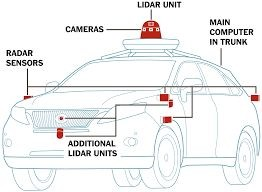 LIDAR UNIT
CAMERAS
MAIN
COMPUTER
IN TRUNK
RADAR
SENSORS
ADDITIONAL
LIDAR UNITS